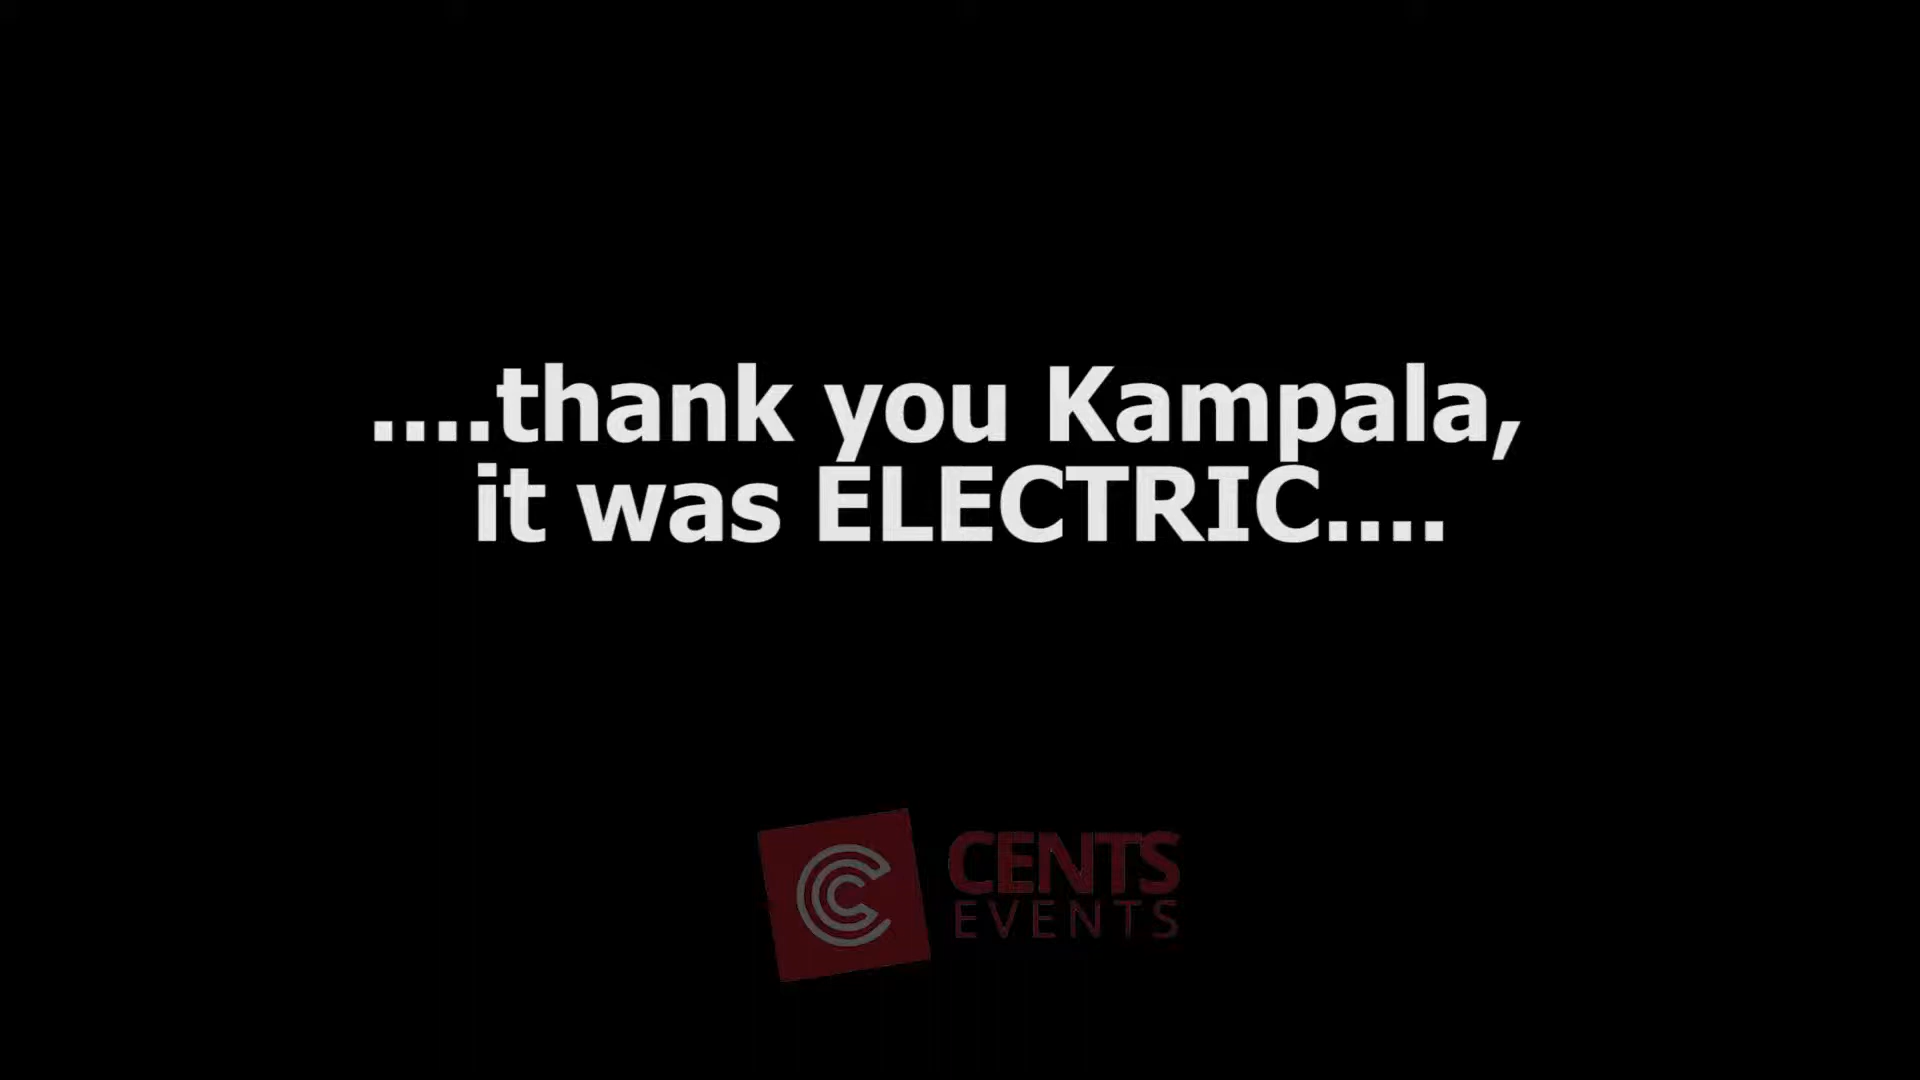 ....thank you Kampala,
it was ELECTRIC....
CENTS
EVENTS